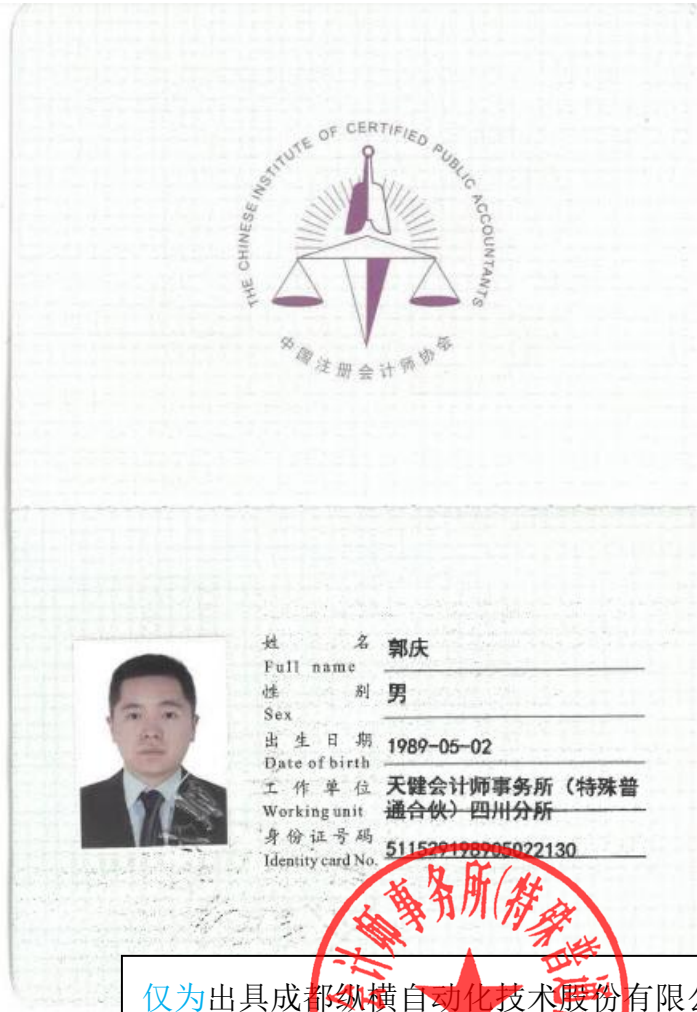 THE CHINESE INSTITUTE OF CERTIFIED PUBLIC ACCOUNTANTS
中国注册会计师协会
姓 名 郭庆
Full name
性 别 男
Sex
出生日期 1989-05-02
Date of birth
工作单位 天健会计师事务所（特殊普
Working unit 通合伙）四川分所
身份证号码 511529198905022130
Identity card No.
计师事务所(特殊普通
仅为出具成都纵横自动化技术股份有限